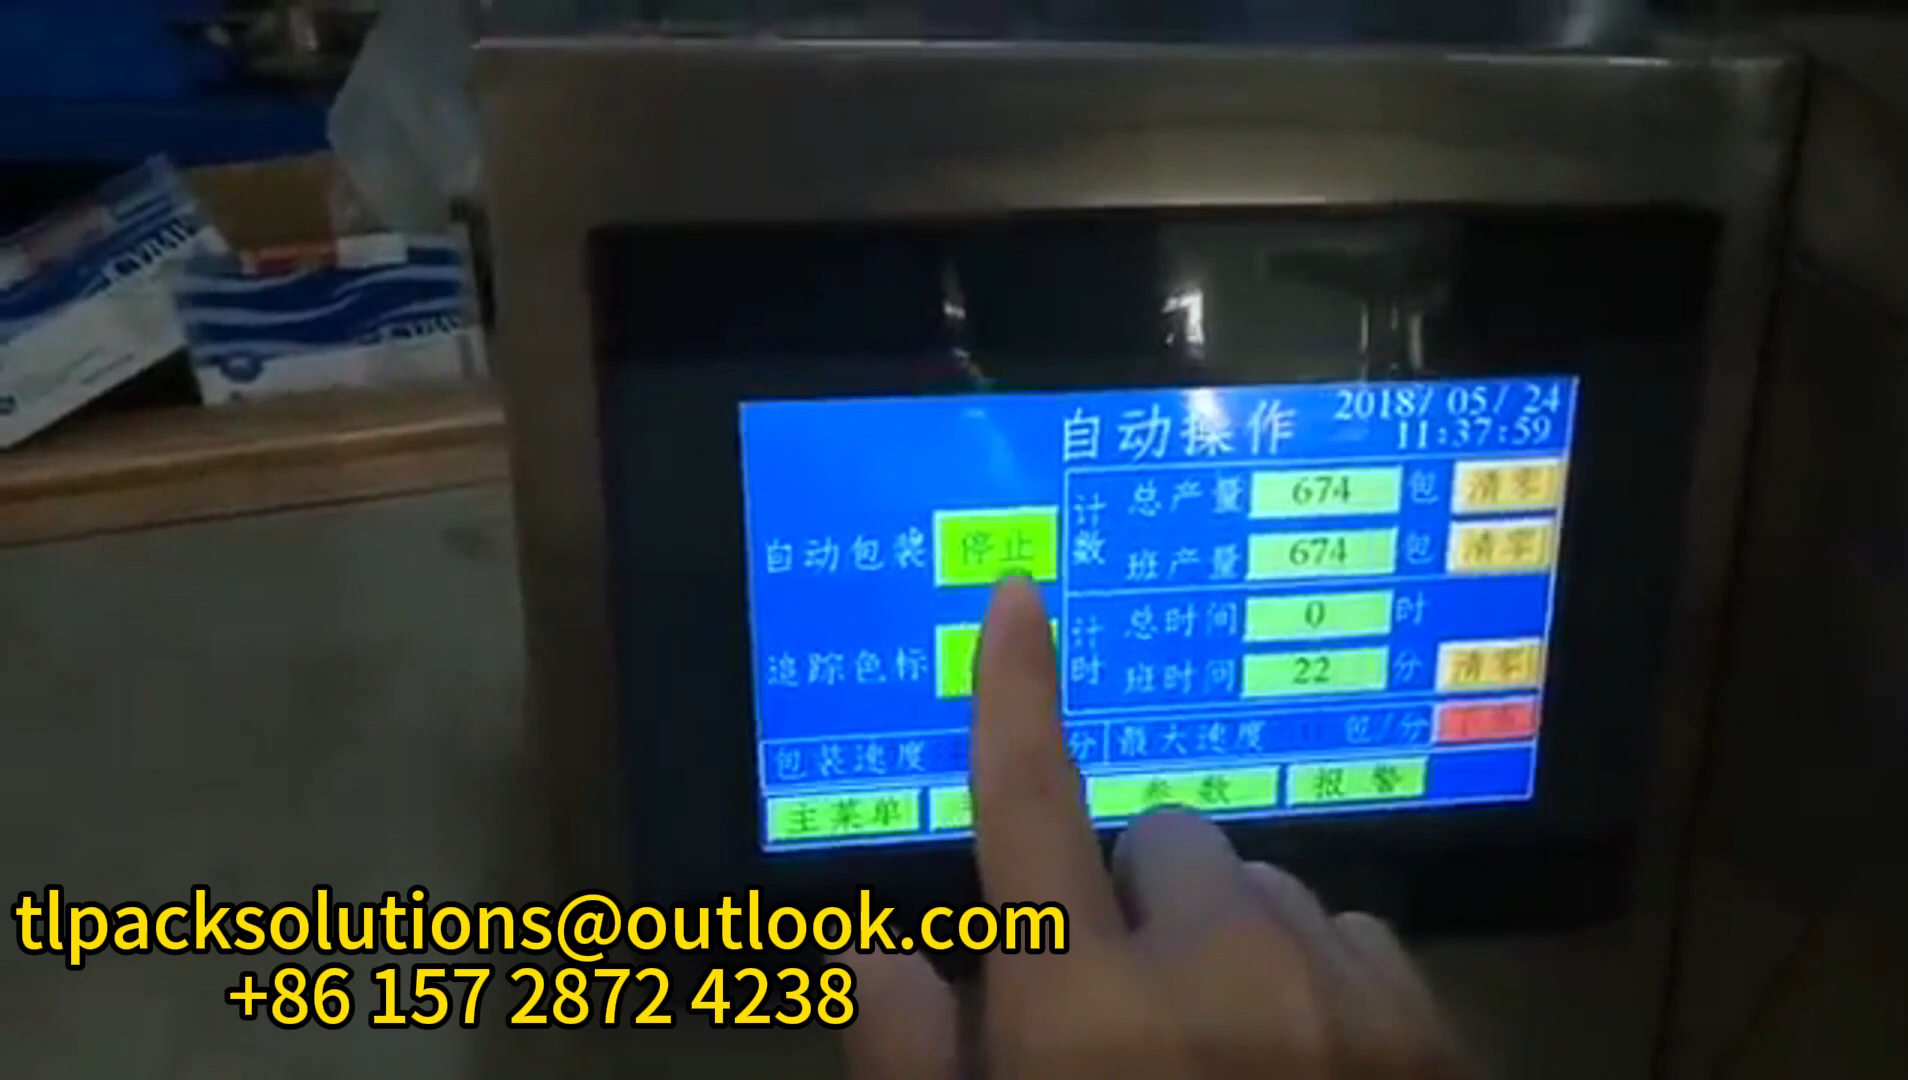 自动操作
2018/ 05/ 24
11:37:59
计数
总产量 674 包 清零
自动包装 停止
班产量 674 包 清零
计时
总时间 0 时
追踪色标
班时间 22 分 清零
包装速度
分
最大速度 包/分
主菜单
参数
报警
tlpacksolutions@outlook.com
+86 157 2872 4238